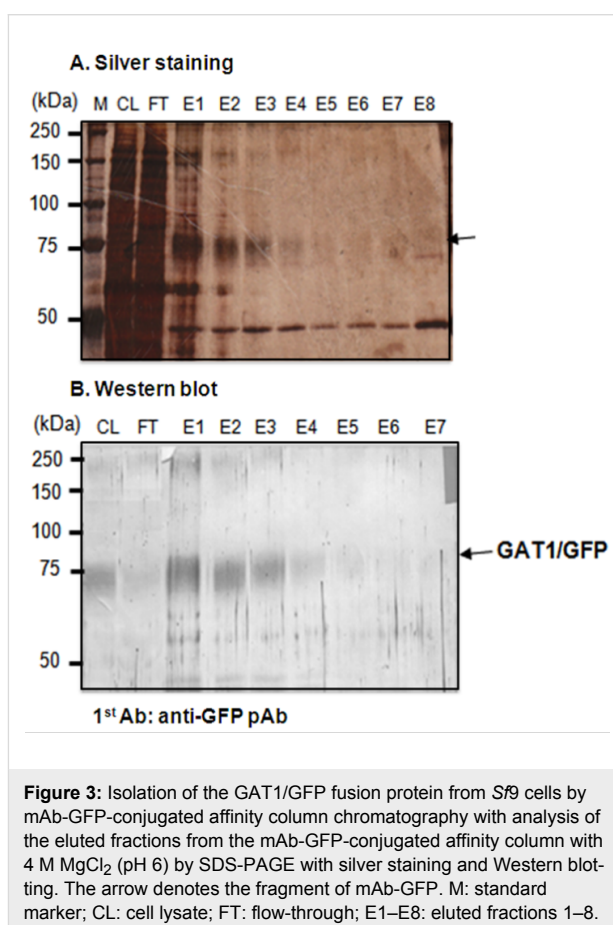 A. Silver staining
(kDa) M CL FT E1 E2 E3 E4 E5 E6 E7 E8
250
150
100
75
50
B. Western blot
(kDa) CL FT E1 E2 E3 E4 E5 E6 E7
250
150
100
75
GAT1/GFP
50
1st Ab: anti-GFP pAb
Figure 3: Isolation of the GAT1/GFP fusion protein from Sf9 cells by
mAb-GFP-conjugated affinity column chromatography with analysis of
the eluted fractions from the mAb-GFP-conjugated affinity column with
4 M MgCl2 (pH 6) by SDS-PAGE with silver staining and Western blot-
ting. The arrow denotes the fragment of mAb-GFP. M: standard
marker; CL: cell lysate; FT: flow-through; E1–E8: eluted fractions 1–8.